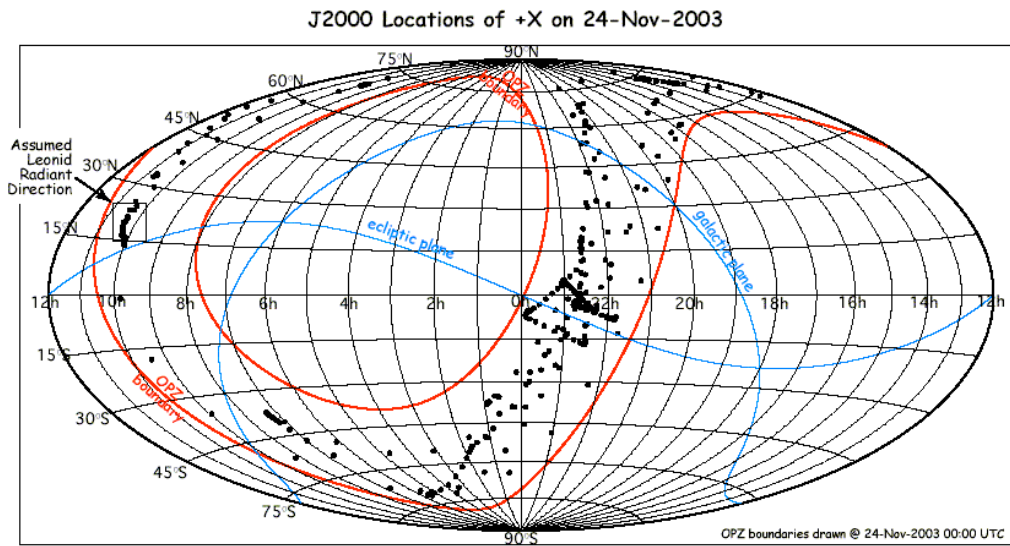 J2000 Locations of +X on 24-Nov-2003
90°N
75°N
60°N
45°N
30°N
15°N
OPZ
boundary
Assumed
Leonid
Radiant
Direction
ecliptic plane
galactic plane
12h
10h
8h
6h
4h
2h
0h
22h
20h
18h
16h
14h
12h
15°S
30°S
45°S
75°S
90°S
OPZ
boundary
OPZ boundaries drawn @ 24-Nov-2003 00:00 UTC